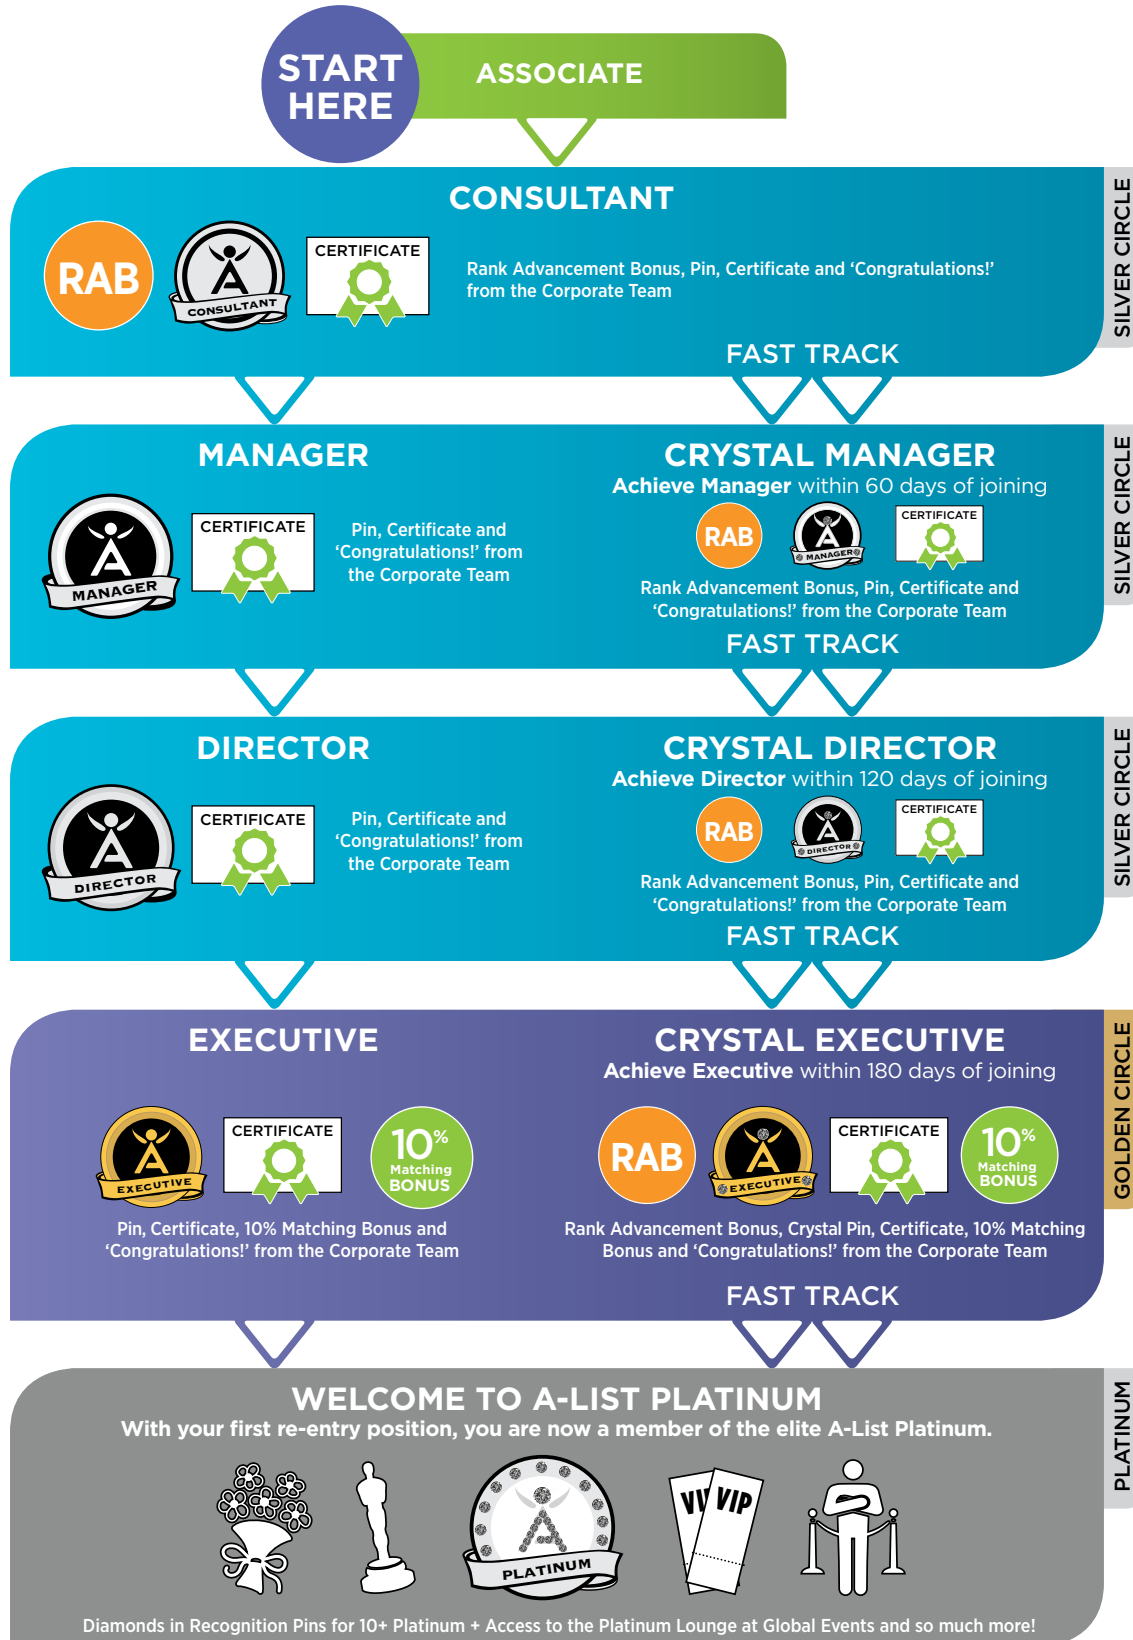 START
HERE
ASSOCIATE
CONSULTANT
SILVER CIRCLE
RAB
CONSULTANT
CERTIFICATE
Rank Advancement Bonus, Pin, Certificate and ‘Congratulations!’
from the Corporate Team
FAST TRACK
MANAGER
SILVER CIRCLE
MANAGER
CERTIFICATE
Pin, Certificate and
‘Congratulations!’ from
the Corporate Team
CRYSTAL MANAGER
Achieve Manager within 60 days of joining
RAB
MANAGER
CERTIFICATE
Rank Advancement Bonus, Pin, Certificate and
‘Congratulations!’ from the Corporate Team
FAST TRACK
DIRECTOR
SILVER CIRCLE
DIRECTOR
CERTIFICATE
Pin, Certificate and
‘Congratulations!’ from
the Corporate Team
CRYSTAL DIRECTOR
Achieve Director within 120 days of joining
RAB
DIRECTOR
CERTIFICATE
Rank Advancement Bonus, Pin, Certificate and
‘Congratulations!’ from the Corporate Team
FAST TRACK
EXECUTIVE
GOLDEN CIRCLE
EXECUTIVE
CERTIFICATE
10%
Matching
BONUS
Pin, Certificate, 10% Matching Bonus and
‘Congratulations!’ from the Corporate Team
CRYSTAL EXECUTIVE
Achieve Executive within 180 days of joining
RAB
EXECUTIVE
CERTIFICATE
10%
Matching
BONUS
Rank Advancement Bonus, Crystal Pin, Certificate, 10% Matching
Bonus and ‘Congratulations!’ from the Corporate Team
FAST TRACK
WELCOME TO A-LIST PLATINUM
PLATINUM
With your first re-entry position, you are now a member of the elite A-List Platinum.
PLATINUM
VIP
Diamonds in Recognition Pins for 10+ Platinum + Access to the Platinum Lounge at Global Events and so much more!